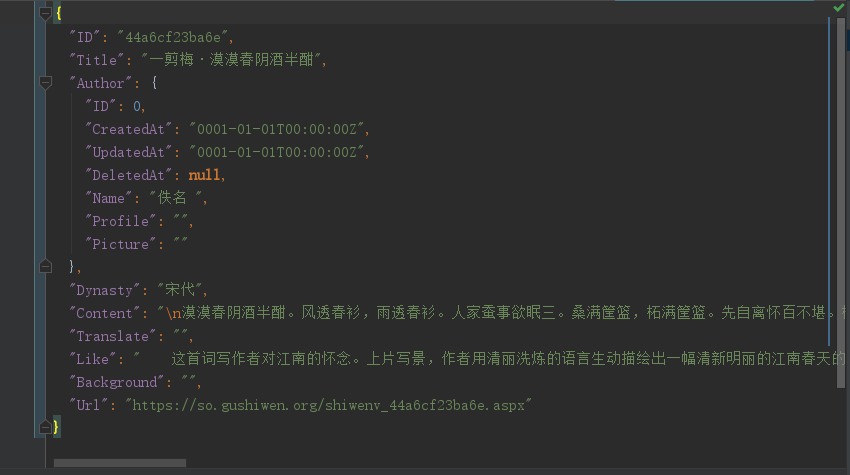 {
"ID": "44a6cf23ba6e",
"Title": "一剪梅·漠漠春阴酒半酣",
"Author": {
"ID": 0,
"CreatedAt": "0001-01-01T00:00:00Z",
"UpdatedAt": "0001-01-01T00:00:00Z",
"DeletedAt": null,
"Name": "佚名 ",
"Profile": "",
"Picture": ""
},
"Dynasty": "宋代",
"Content": "\n漠漠春阴酒半酣。风透春衫，雨透春衫。人家蚕事欲眠三。桑满筐篮，柘满筐篮。先自离怀百不堪。
"Translate": "",
"Like": "    这首词写作者对江南的怀念。上片写景，作者用清丽洗炼的语言生动描绘出一幅清新明丽的江南春天的
"Background": "",
"Url": "https://so.gushiwen.org/shiwenv_44a6cf23ba6e.aspx"
}